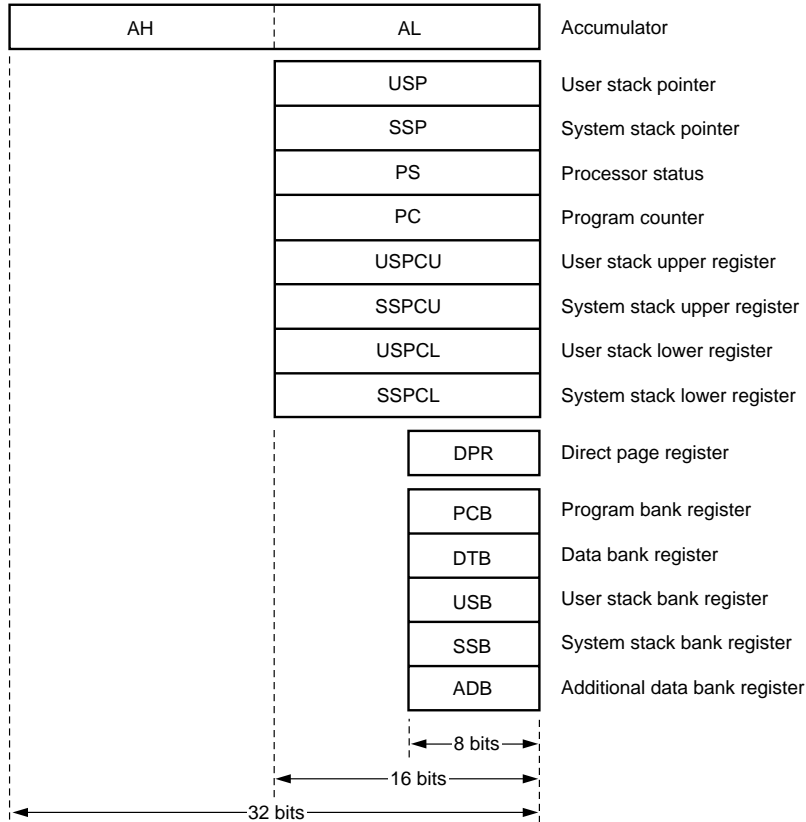 AH AL Accumulator
USP User stack pointer
SSP System stack pointer
PS Processor status
PC Program counter
USPCU User stack upper register
SSPCU System stack upper register
USPCL User stack lower register
SSPCL System stack lower register
DPR Direct page register
PCB Program bank register
DTB Data bank register
USB User stack bank register
SSB System stack bank register
ADB Additional data bank register
8 bits
16 bits
32 bits